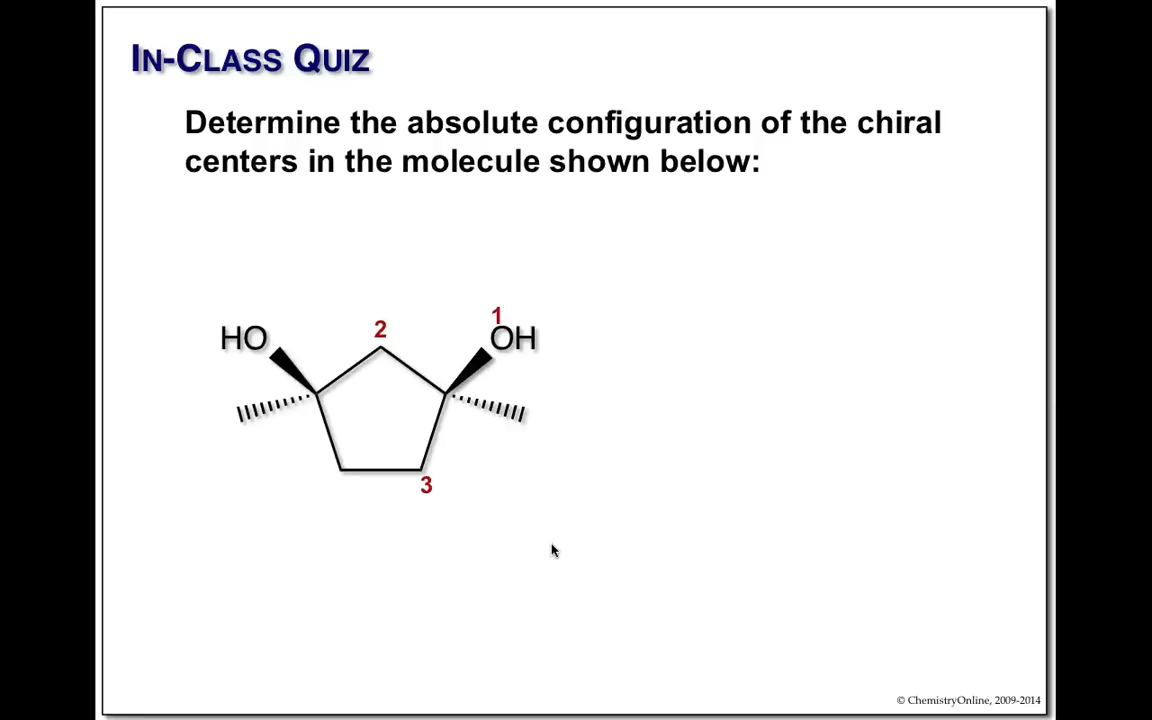 IN-CLASS QUIZ
Determine the absolute configuration of the chiral
centers in the molecule shown below:
1
HO 2 OH
3
© ChemistryOnline, 2009-2014